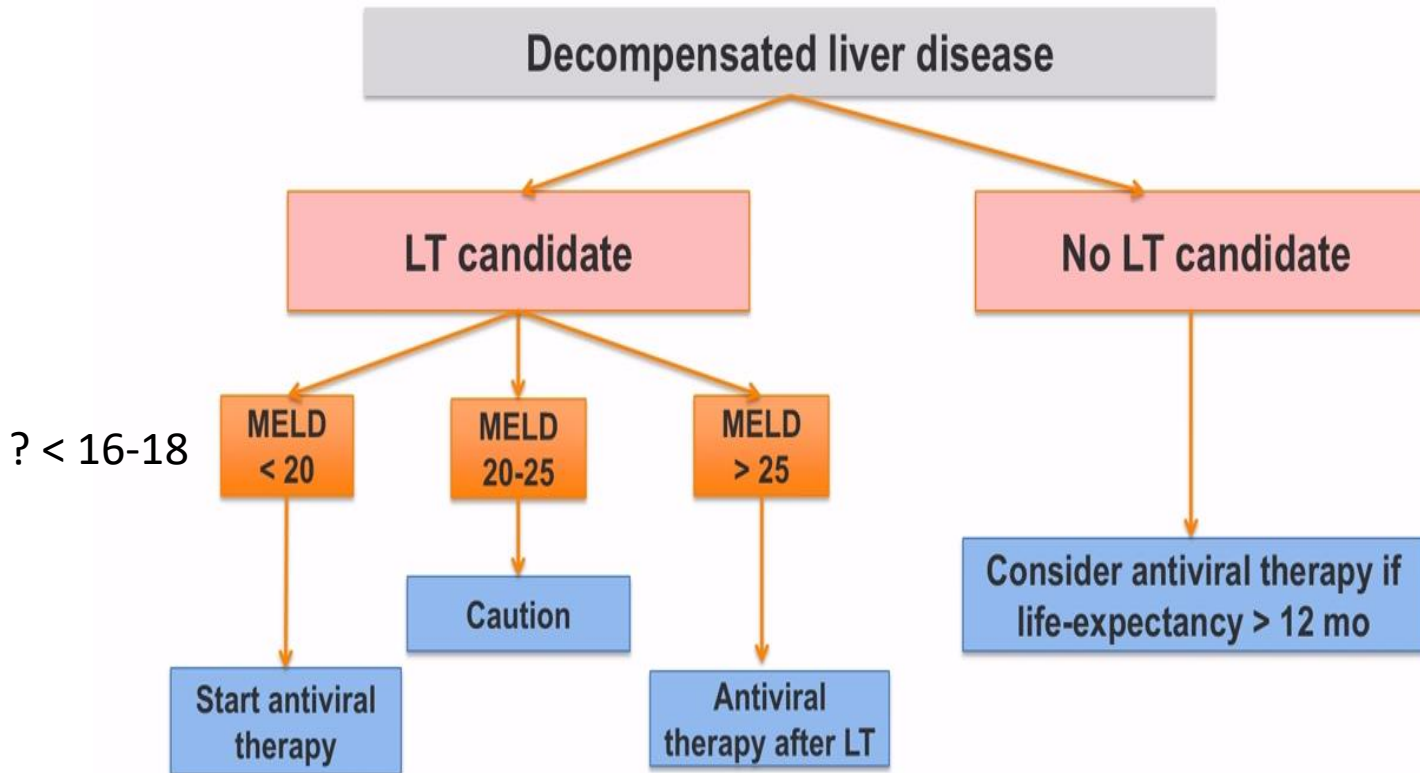 Decompensated liver disease
LT candidate
No LT candidate
? < 16-18
MELD
< 20
MELD
20-25
MELD
> 25
Caution
Consider antiviral therapy if
life-expectancy > 12 mo
Start antiviral
therapy
Antiviral
therapy after LT